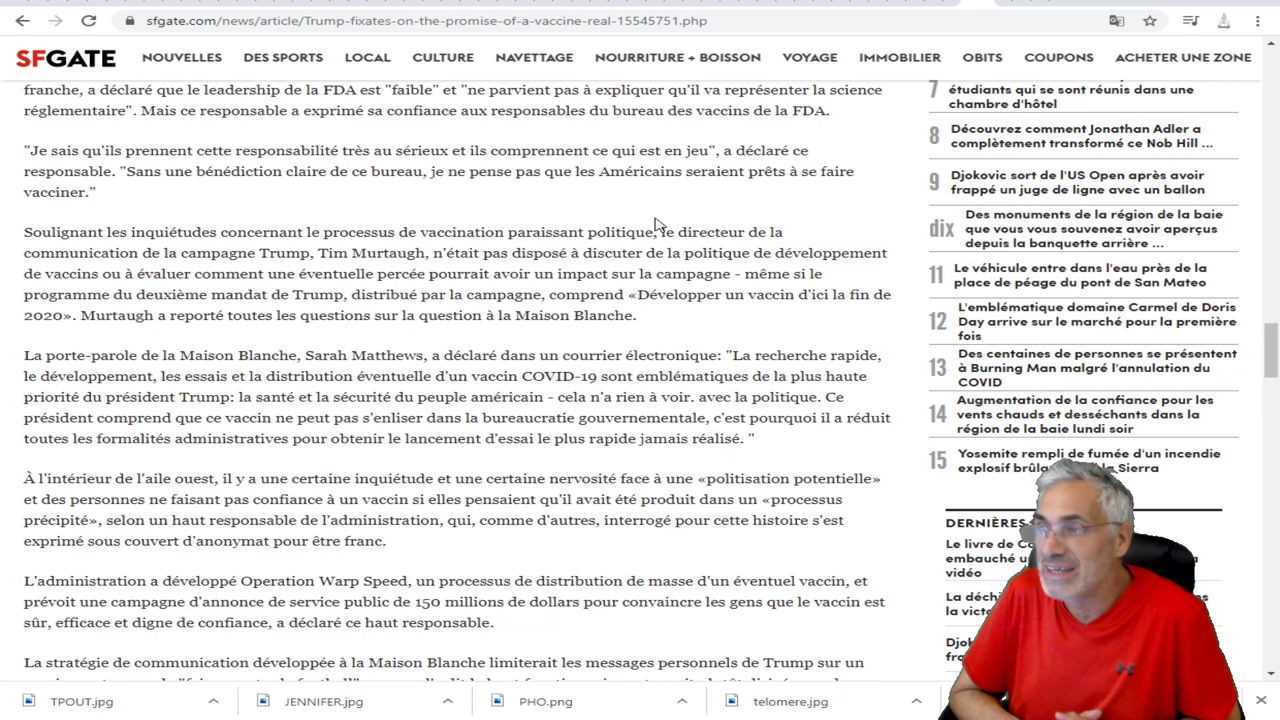 sfgate.com/news/article/Trump-fixates-on-the-promise-of-a-vaccine-real-15545751.php
SFGATE NOUVELLES DES SPORTS LOCAL CULTURE NAVETTAGE NOURRITURE + BOISSON VOYAGE IMMOBILIER OBITS COUPONS ACHETER UNE ZONE
franche, a déclaré que le leadership de la FDA est "faible" et "ne parvient pas à expliquer qu'il va représenter la science
réglementaire". Mais ce responsable a exprimé sa confiance aux responsables du bureau des vaccins de la FDA.
"Je sais qu'ils prennent cette responsabilité très au sérieux et ils comprennent ce qui est en jeu", a déclaré ce
responsable. "Sans une bénédiction claire de ce bureau, je ne pense pas que les Américains seraient prêts à se faire
vacciner."
Soulignant les inquiétudes concernant le processus de vaccination paraissant politique, le directeur de la
communication de la campagne Trump, Tim Murtaugh, n'était pas disposé à discuter de la politique de développement
de vaccins ou à évaluer comment une éventuelle percée pourrait avoir un impact sur la campagne - même si le
programme du deuxième mandat de Trump, distribué par la campagne, comprend «Développer un vaccin d'ici la fin de
2020». Murtaugh a reporté toutes les questions sur la question à la Maison Blanche.
La porte-parole de la Maison Blanche, Sarah Matthews, a déclaré dans un courrier électronique: "La recherche rapide,
le développement, les essais et la distribution éventuelle d'un vaccin COVID-19 sont emblématiques de la plus haute
priorité du président Trump: la santé et la sécurité du peuple américain - cela n'a rien à voir. avec la politique. Ce
président comprend que ce vaccin ne peut pas s'enliser dans la bureaucratie gouvernementale, c'est pourquoi il a réduit
toutes les formalités administratives pour obtenir le lancement d'essai le plus rapide jamais réalisé. "
À l'intérieur de l'aile ouest, il y a une certaine inquiétude et une certaine nervosité face à une «politisation potentielle»
et des personnes ne faisant pas confiance à un vaccin si elles pensaient qu'il avait été produit dans un «processus
précipité», selon un haut responsable de l'administration, qui, comme d'autres, interrogé pour cette histoire s'est
exprimé sous couvert d'anonymat pour être franc.
L'administration a développé Operation Warp Speed, un processus de distribution de masse d'un éventuel vaccin, et
prévoit une campagne d'annonce de service public de 150 millions de dollars pour convaincre les gens que le vaccin est
sûr, efficace et digne de confiance, a déclaré ce haut responsable.
La stratégie de communication développée à la Maison Blanche limiterait les messages personnels de Trump sur un
7 étudiants qui se sont réunis dans une
chambre d'hôtel
8 Découvrez comment Jonathan Adler a
complètement transformé ce Nob Hill ...
9 Djokovic sort de l'US Open après avoir
frappé un juge de ligne avec un ballon
dix Des monuments de la région de la baie
que vous vous souvenez avoir aperçus
depuis la banquette arrière ...
11 Le véhicule entre dans l'eau près de la
place de péage du pont de San Mateo
12 L'emblématique domaine Carmel de Doris
Day arrive sur le marché pour la première
fois
13 Des centaines de personnes se présentent
à Burning Man malgré l'annulation du
COVID
14 Augmentation de la confiance pour les
vents chauds et desséchants dans la
région de la baie lundi soir
15 Yosemite rempli de fumée d'un incendie
explosif Sierra
DERNIÈRES
Le livre de
embauché
vidéo
La
la
TPOUT.jpg JENNIFER.jpg PHO.png telomere.jpg